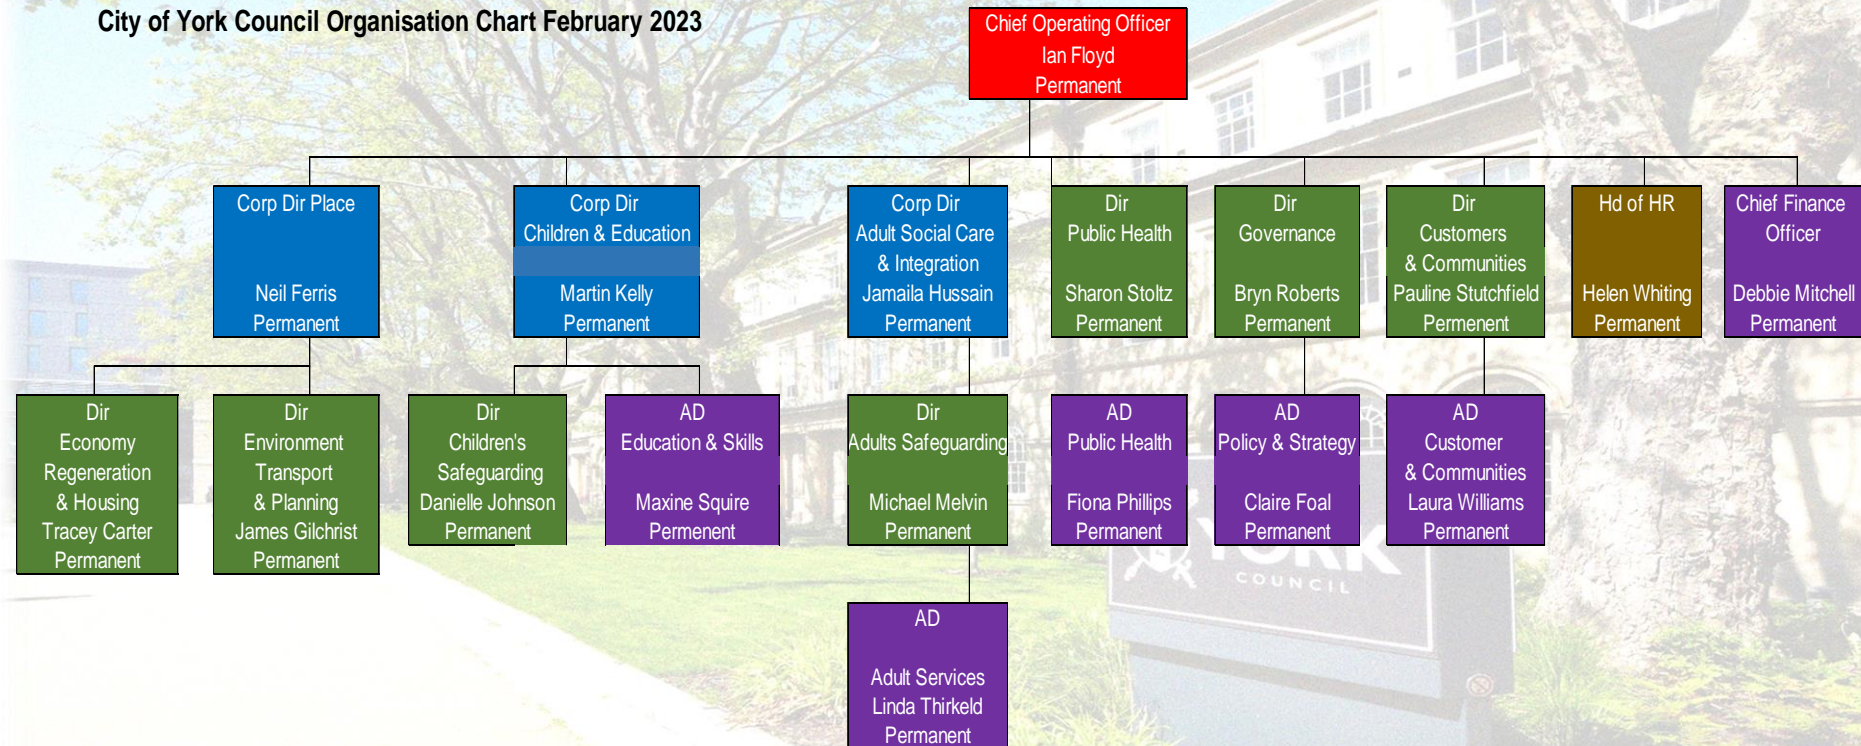 City of York Council Organisation Chart February 2023
Chief Operating Officer
Ian Floyd
Permanent
Corp Dir Place
Neil Ferris
Permanent
Corp Dir
Children & Education
Martin Kelly
Permanent
Corp Dir
Adult Social Care
& Integration
Jamaila Hussain
Permanent
Dir
Public Health
Sharon Stoltz
Permanent
Dir
Governance
Bryn Roberts
Permanent
Dir
Customers
& Communities
Pauline Stutchfield
Permenent
Hd of HR
Helen Whiting
Permanent
Chief Finance
Officer
Debbie Mitchell
Permanent
Dir
Economy
Regeneration
& Housing
Tracey Carter
Permanent
Dir
Environment
Transport
& Planning
James Gilchrist
Permanent
Dir
Children's
Safeguarding
Danielle Johnson
Permanent
AD
Education & Skills
Maxine Squire
Permenent
Dir
Adults Safeguarding
Michael Melvin
Permanent
AD
Public Health
Fiona Phillips
Permanent
AD
Policy & Strategy
Claire Foal
Permanent
AD
Customer
& Communities
Laura Williams
Permanent
YORK
COUNCIL
AD
Adult Services
Linda Thirkeld
Permanent